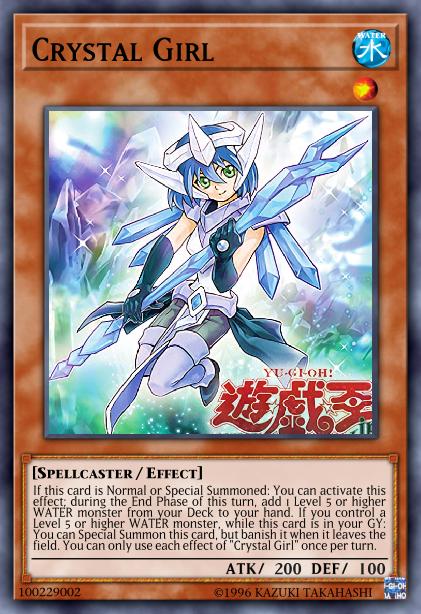 CRYSTAL GIRL
WATER
水
YU-GI-OH!
遊戯王
[SPELLCASTER / EFFECT]
If this card is Normal or Special Summoned: You can activate this
effect; during the End Phase of this turn, add 1 Level 5 or higher
WATER monster from your Deck to your hand. If you control a
Level 5 or higher WATER monster, while this card is in your GY:
You can Special Summon this card, but banish it when it leaves the
field. You can only use each effect of "Crystal Girl" once per turn.
ATK/ 200 DEF/ 100
100229002
©1996 KAZUKI TAKAHASHI